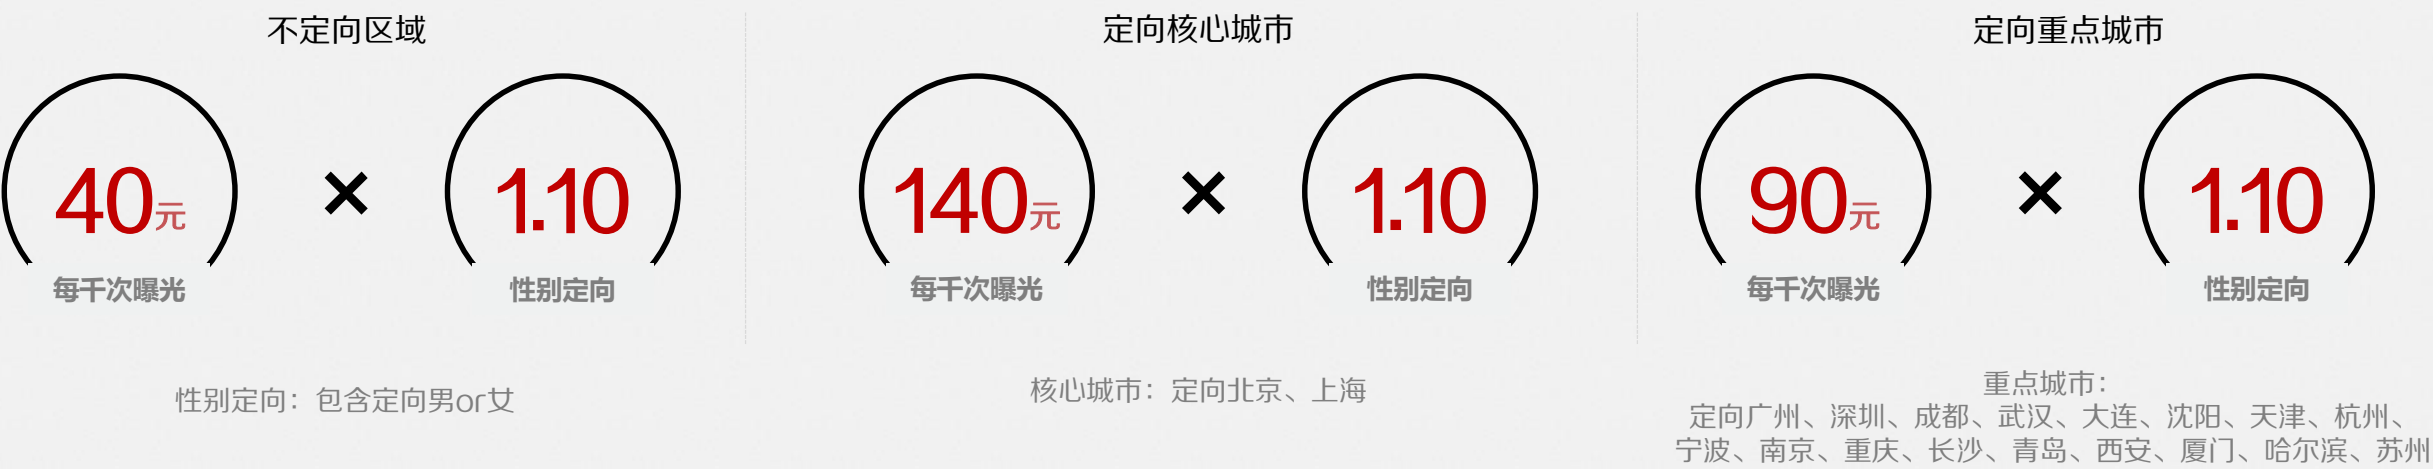 不定向区域
40元
×
1.10
每千次曝光
性别定向
性别定向：包含定向男or女
定向核心城市
140元
×
1.10
每千次曝光
性别定向
核心城市：定向北京、上海
定向重点城市
90元
×
1.10
每千次曝光
性别定向
重点城市：
定向广州、深圳、成都、武汉、大连、沈阳、天津、杭州、
宁波、南京、重庆、长沙、青岛、西安、厦门、哈尔滨、苏州